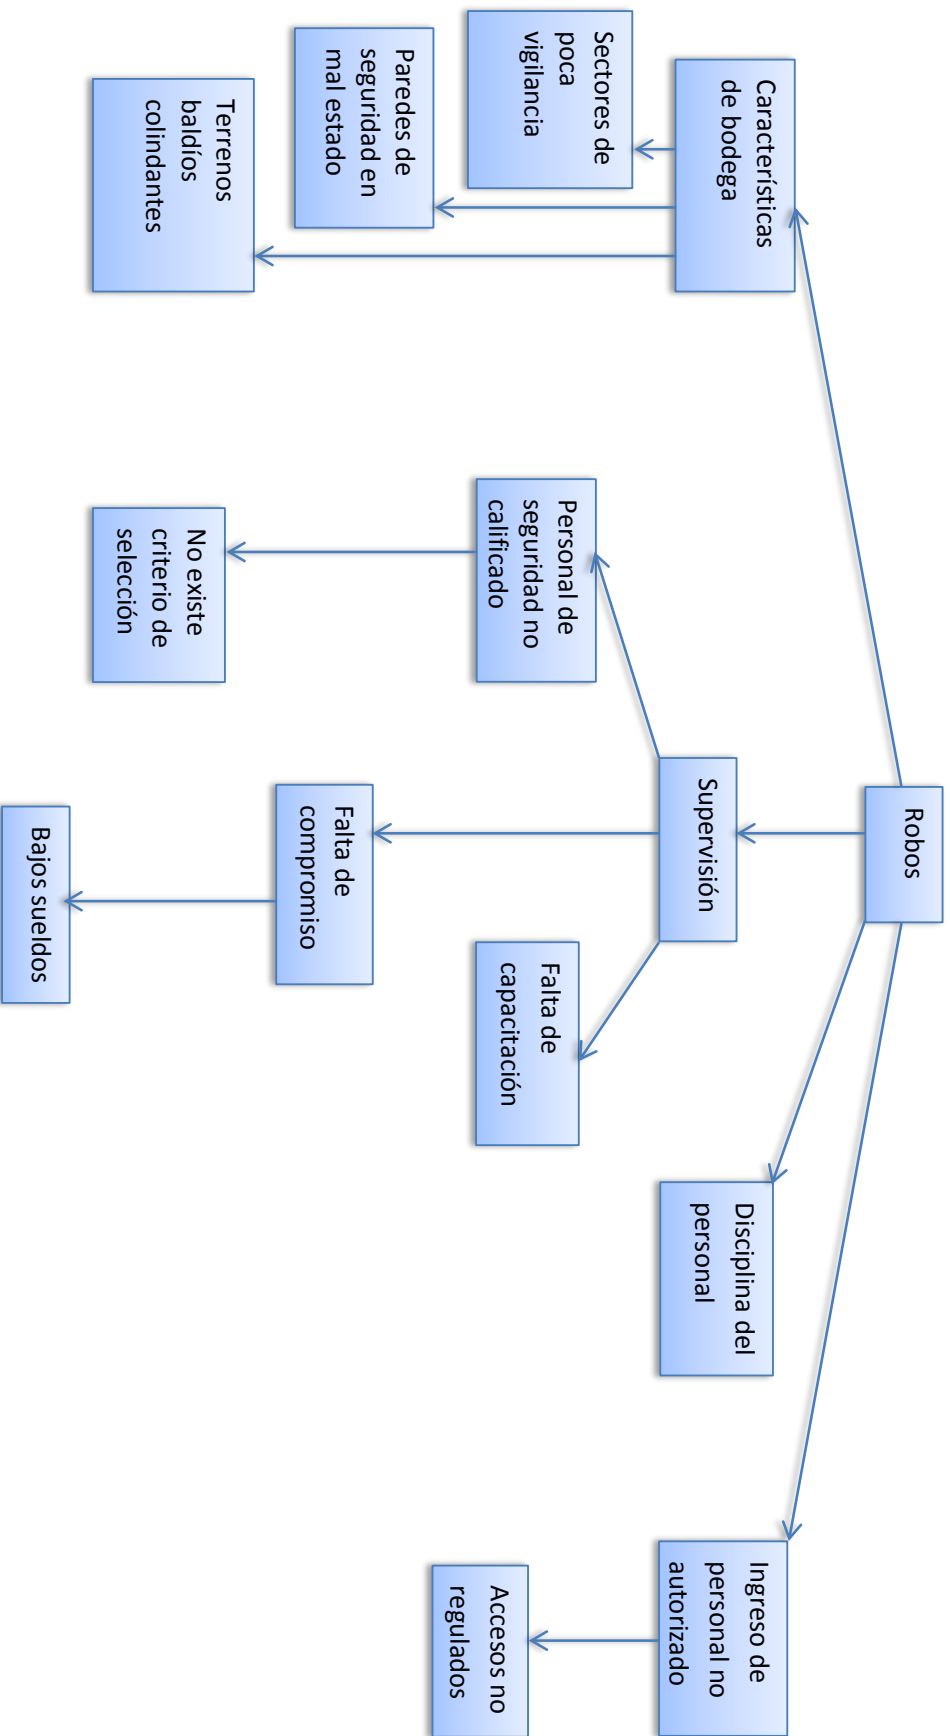 Robos
Características
de bodega
Supervisión
Disciplina del
personal
Ingreso de
personal no
autorizado
Sectores de
poca
vigilancia
Paredes de
seguridad en
mal estado
Terrenos
baldíos
colindantes
Personal de
seguridad no
calificado
No existe
criterio de
selección
Falta de
compromiso
Bajos sueldos
Falta de
capacitación
Accesos no
regulados